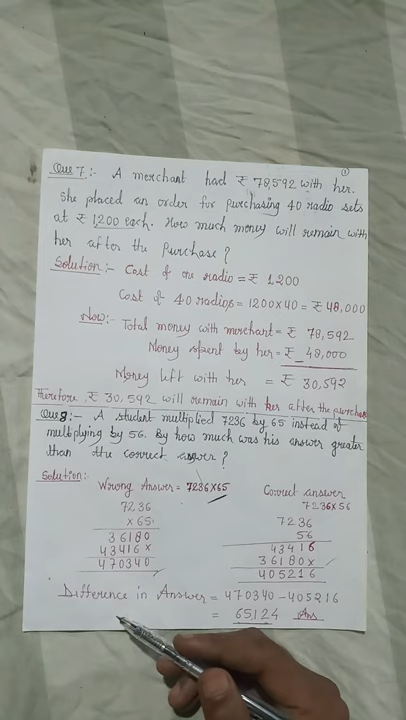 ①
Que 7:- A merchant had ₹ 78,592 with her.
She placed an order for purchasing 40 radio sets
at ₹ 1,200 each. How much money will remain with
her after the purchase?
Solution:- Cost of one radio = ₹ 1,200
Cost of 40 radios = 1200×40 = ₹ 48,000
Now:- Total money with merchant = ₹ 78,592
Money spent by her = ₹ - 48,000
Money left with her = ₹ 30,592
Therefore, ₹ 30,592 will remain with her after the purchase
Que 8:- A student multiplied 7236 by 65 instead of
multiplying by 56. By how much was his answer greater
than the correct answer?
Solution:-
Wrong Answer = 7236×65
7236
×65
36180
43416×
470340
Correct answer
7236×56
7236
56
43416
36180×
405216
Difference in Answer = 470340 - 405216
= 65124 Ans